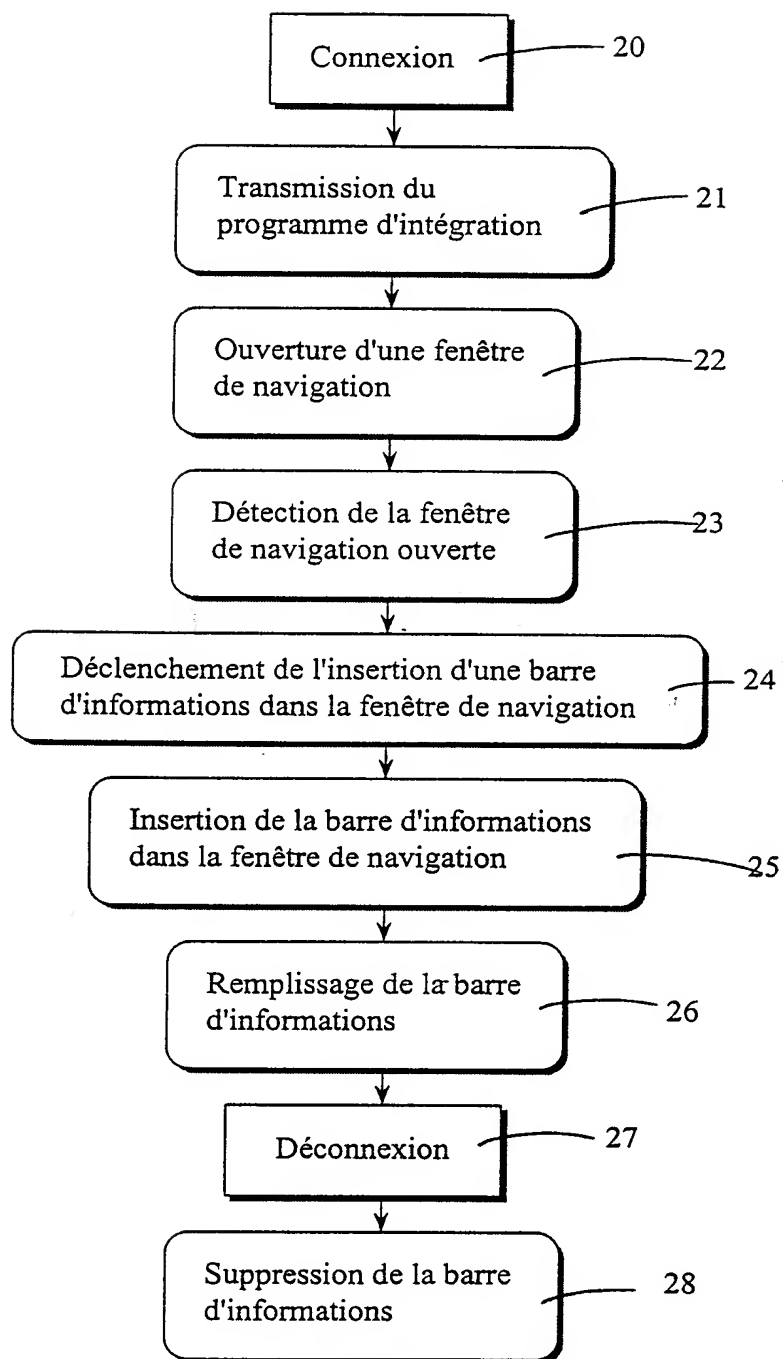 Connexion
20
Transmission du
programme d'intégration
21
Ouverture d'une fenêtre
de navigation
22
Détection de la fenêtre
de navigation ouverte
23
Déclenchement de l'insertion d'une barre
d'informations dans la fenêtre de navigation
24
Insertion de la barre d'informations
dans la fenêtre de navigation
25
Remplissage de la barre
d'informations
26
Déconnexion
27
Suppression de la barre
d'informations
28